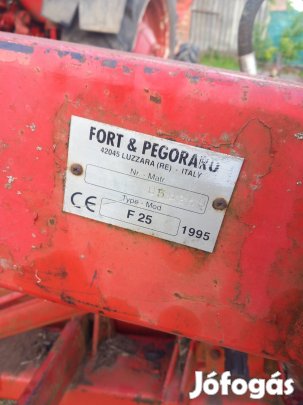 FORT & PEGORARO
42045 LUZZARA (RE) - ITALY
Nr - Matr.
Type - Mod.
CE F 25 1995
Jófogás